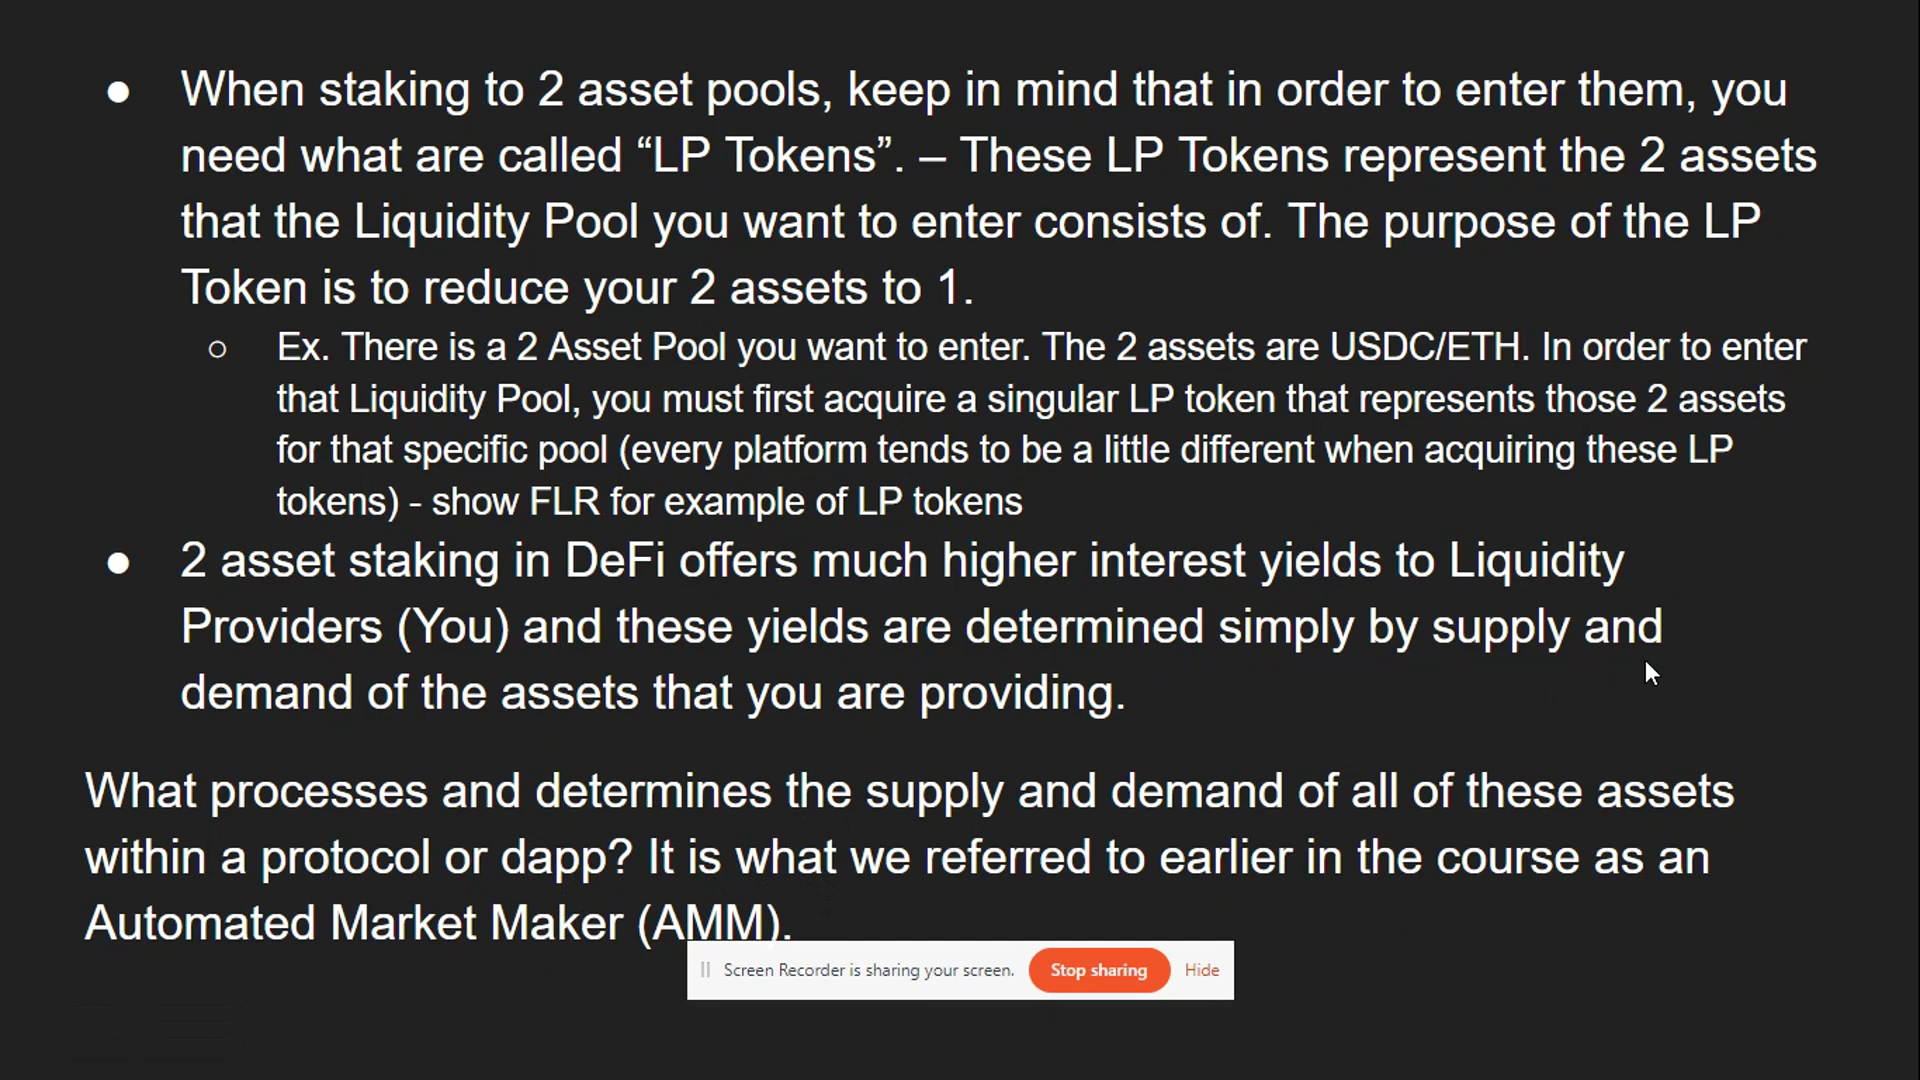 ● When staking to 2 asset pools, keep in mind that in order to enter them, you
need what are called “LP Tokens”. – These LP Tokens represent the 2 assets
that the Liquidity Pool you want to enter consists of. The purpose of the LP
Token is to reduce your 2 assets to 1.
○ Ex. There is a 2 Asset Pool you want to enter. The 2 assets are USDC/ETH. In order to enter
that Liquidity Pool, you must first acquire a singular LP token that represents those 2 assets
for that specific pool (every platform tends to be a little different when acquiring these LP
tokens) - show FLR for example of LP tokens
● 2 asset staking in DeFi offers much higher interest yields to Liquidity
Providers (You) and these yields are determined simply by supply and
demand of the assets that you are providing.
What processes and determines the supply and demand of all of these assets
within a protocol or dapp? It is what we referred to earlier in the course as an
Automated Market Maker (AMM).
Screen Recorder is sharing your screen. Stop sharing Hide